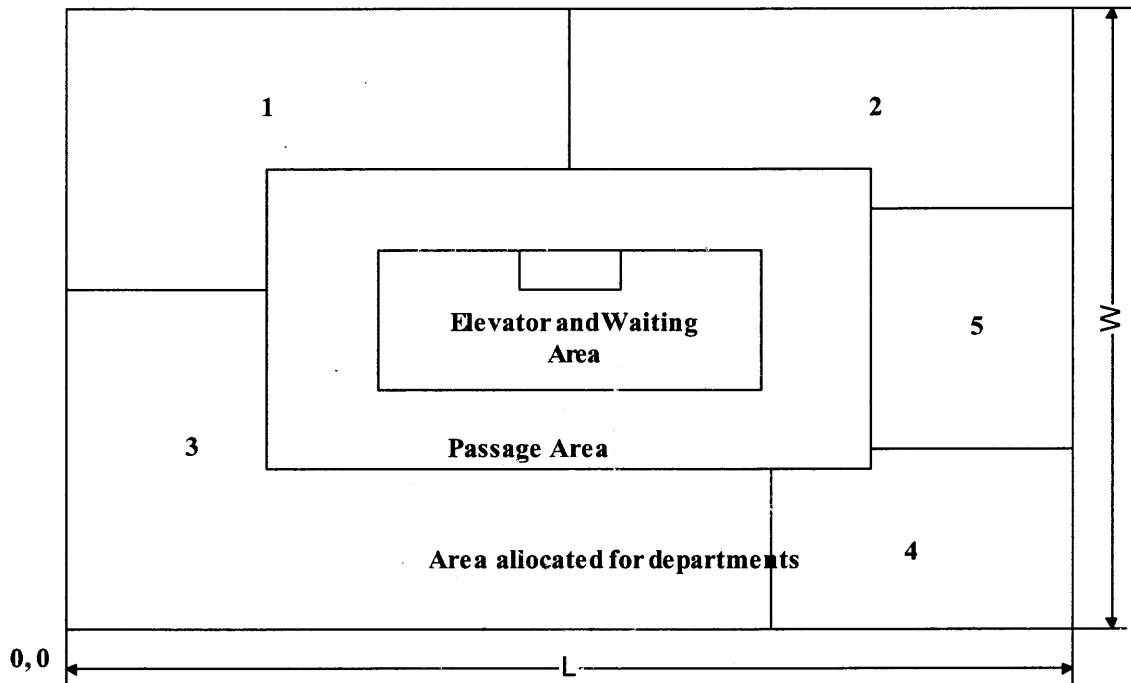 1
2
Elevator and Waiting
Area
5
W
3
Passage Area
Area aliocated for departments
4
0,0
L